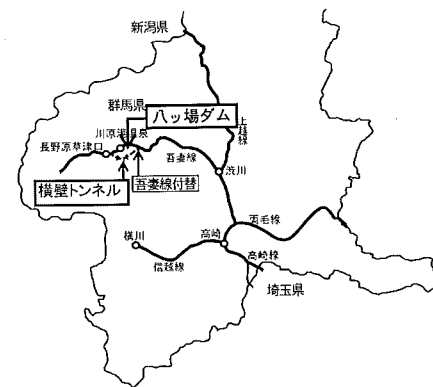 新潟県
群馬県
八ッ場ダム
上越線
川原湯温泉
長野原草津口
吾妻線
渋川
横壁トンネル
吾妻線付替
両毛線
横川
高崎
信越線
高崎線
埼玉県